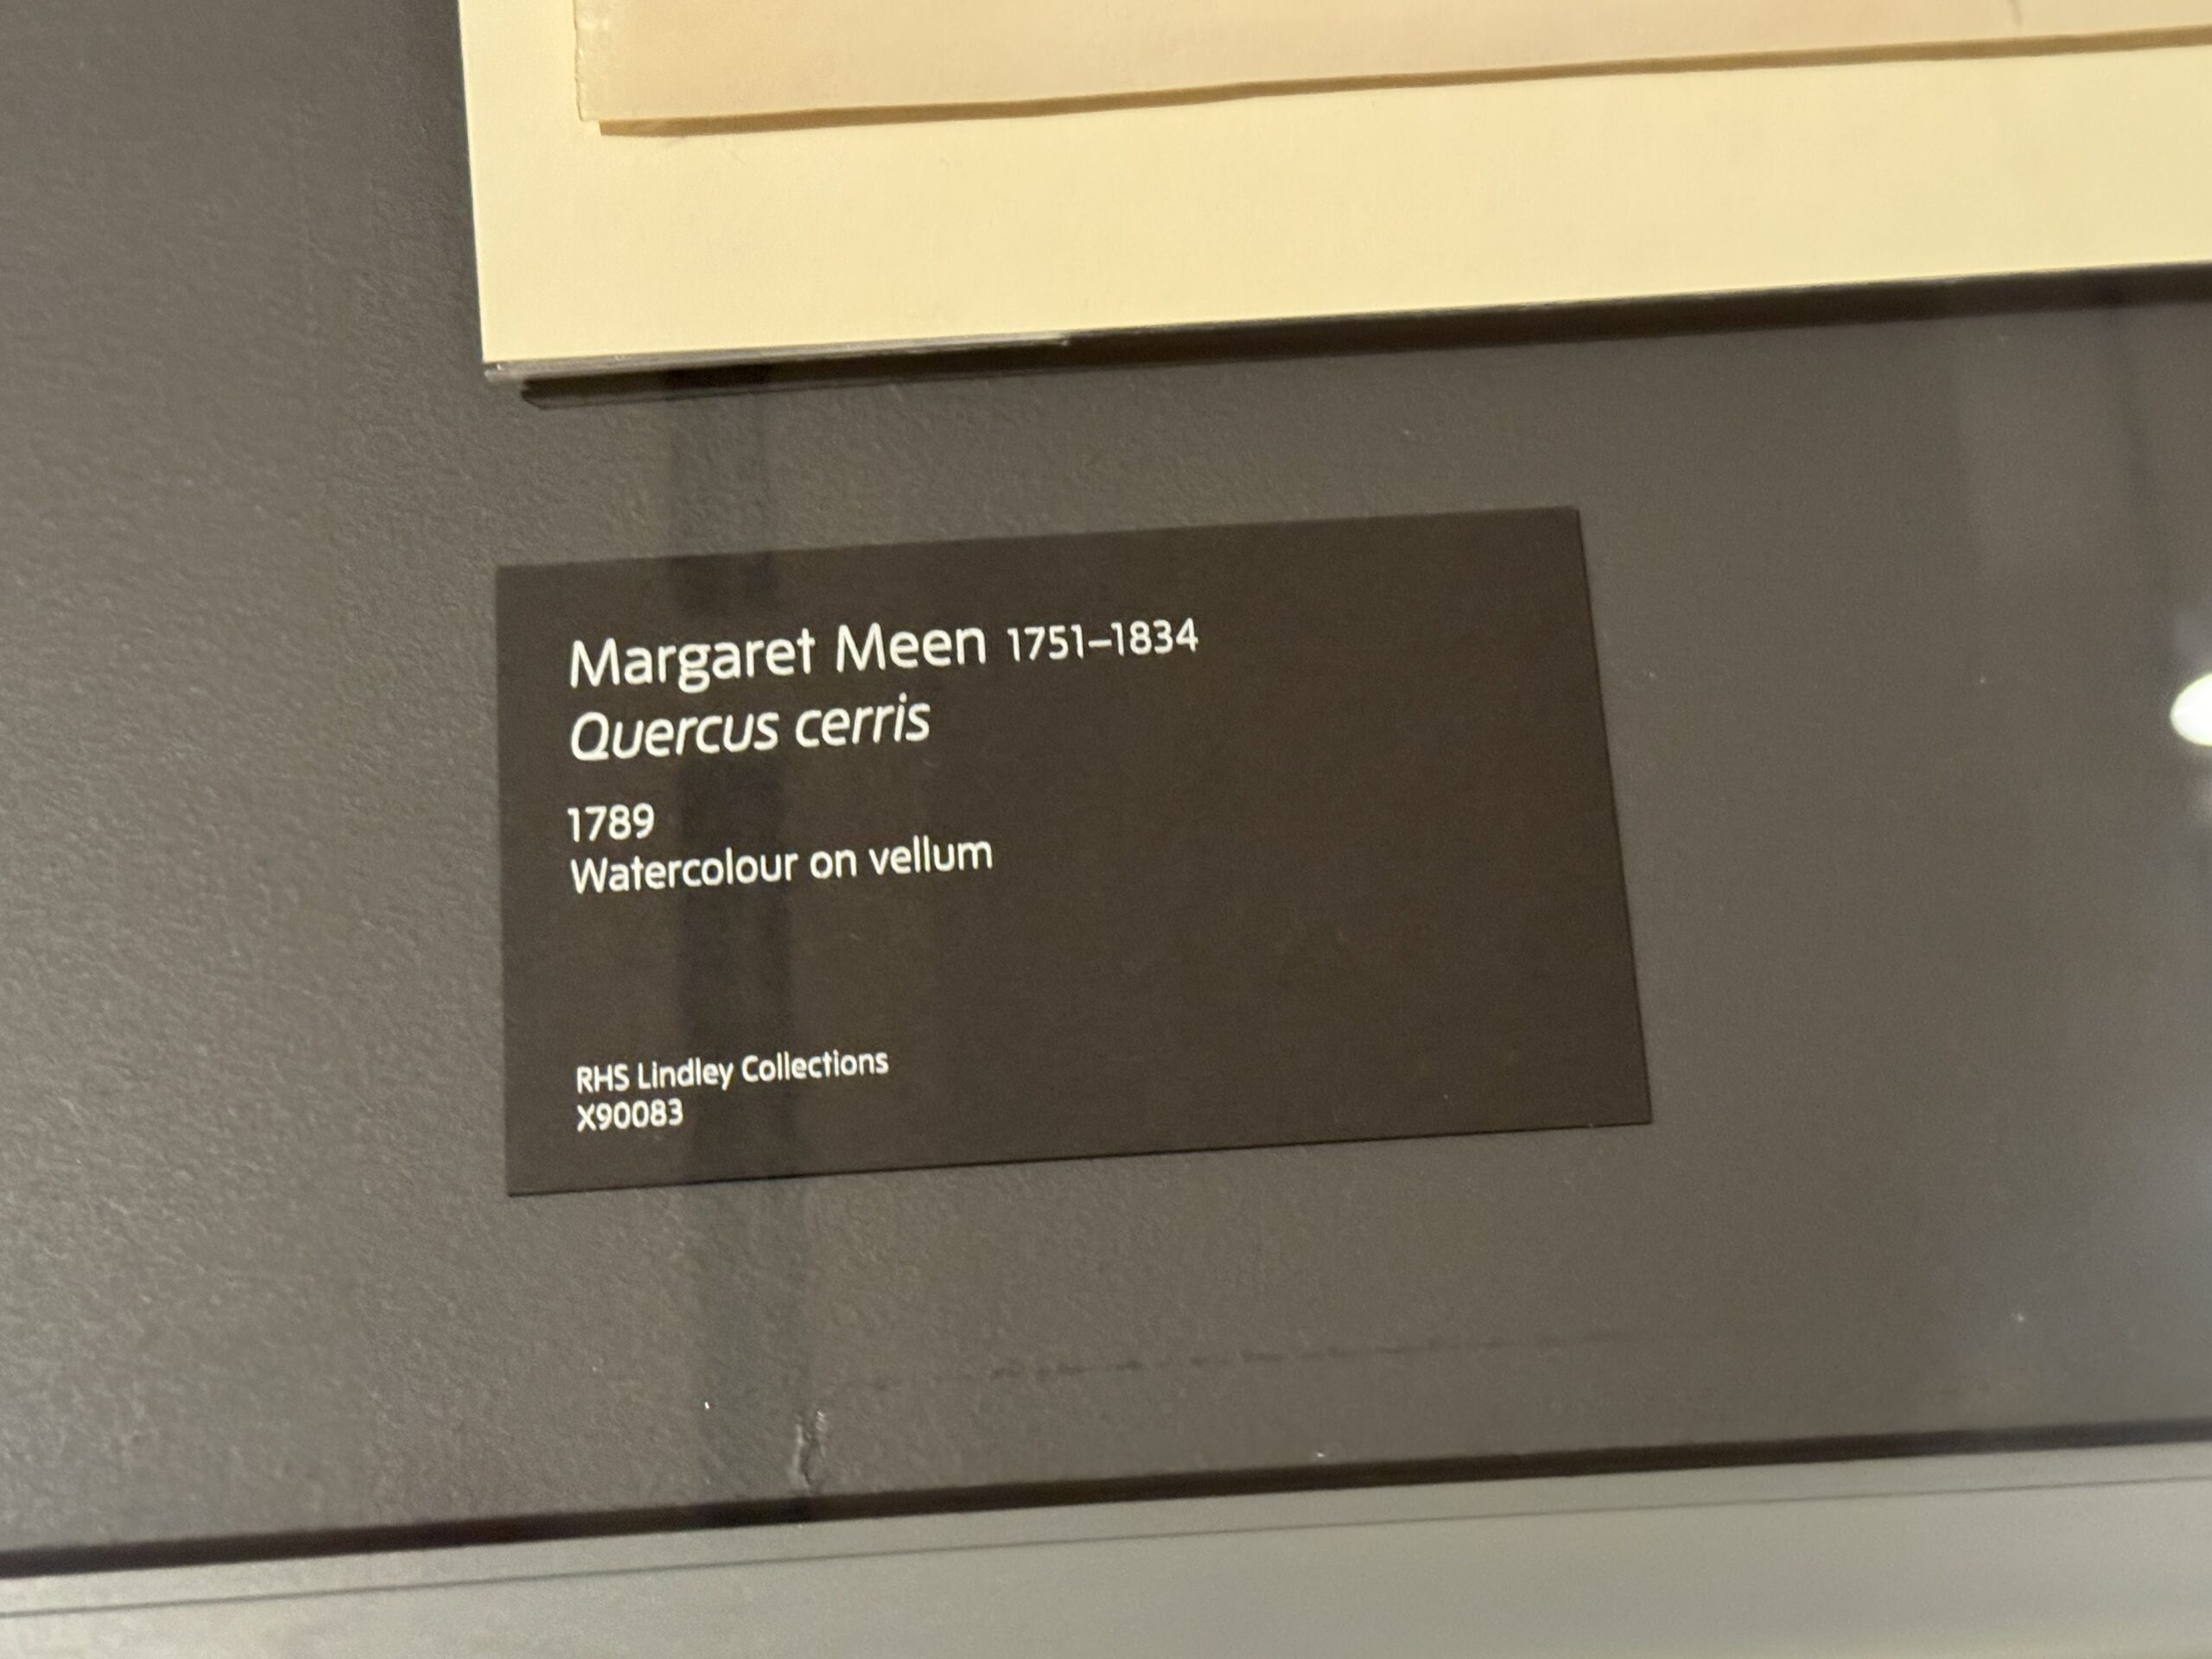 Margaret Meen 1751–1834
Quercus cerris
1789
Watercolour on vellum
RHS Lindley Collections
X90083